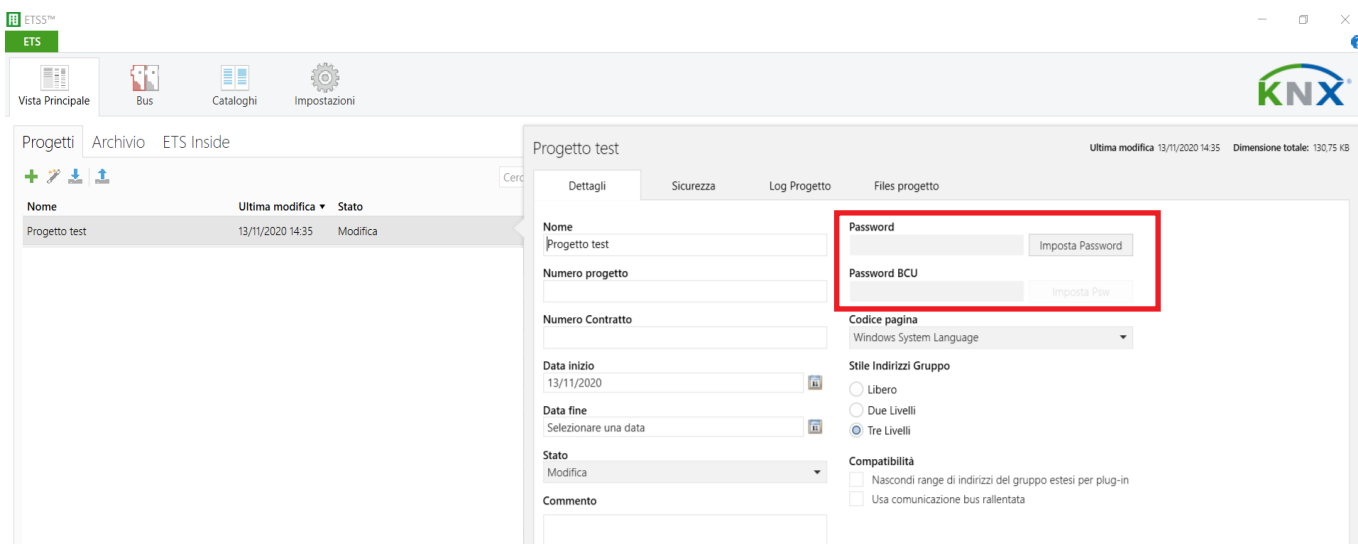 ETS5™
ETS
Vista Principale
Bus
Cataloghi
Impostazioni
KNX
Progetti
Archivio
ETS Inside
Cerc
Nome
Ultima modifica
Stato
Progetto test
13/11/2020 14:35
Modifica
Progetto test
Ultima modifica 13/11/2020 14:35
Dimensione totale: 130,75 KB
Dettagli
Sicurezza
Log Progetto
Files progetto
Nome
Progetto test
Numero progetto
Numero Contratto
Data inizio
13/11/2020
Data fine
Selezionare una data
Stato
Modifica
Commento
Password
Imposta Password
Password BCU
Imposta Psw
Codice pagina
Windows System Language
Stile Indirizzi Gruppo
Libero
Due Livelli
Tre Livelli
Compatibilità
Nascondi range di indirizzi del gruppo estesi per plug-in
Usa comunicazione bus rallentata